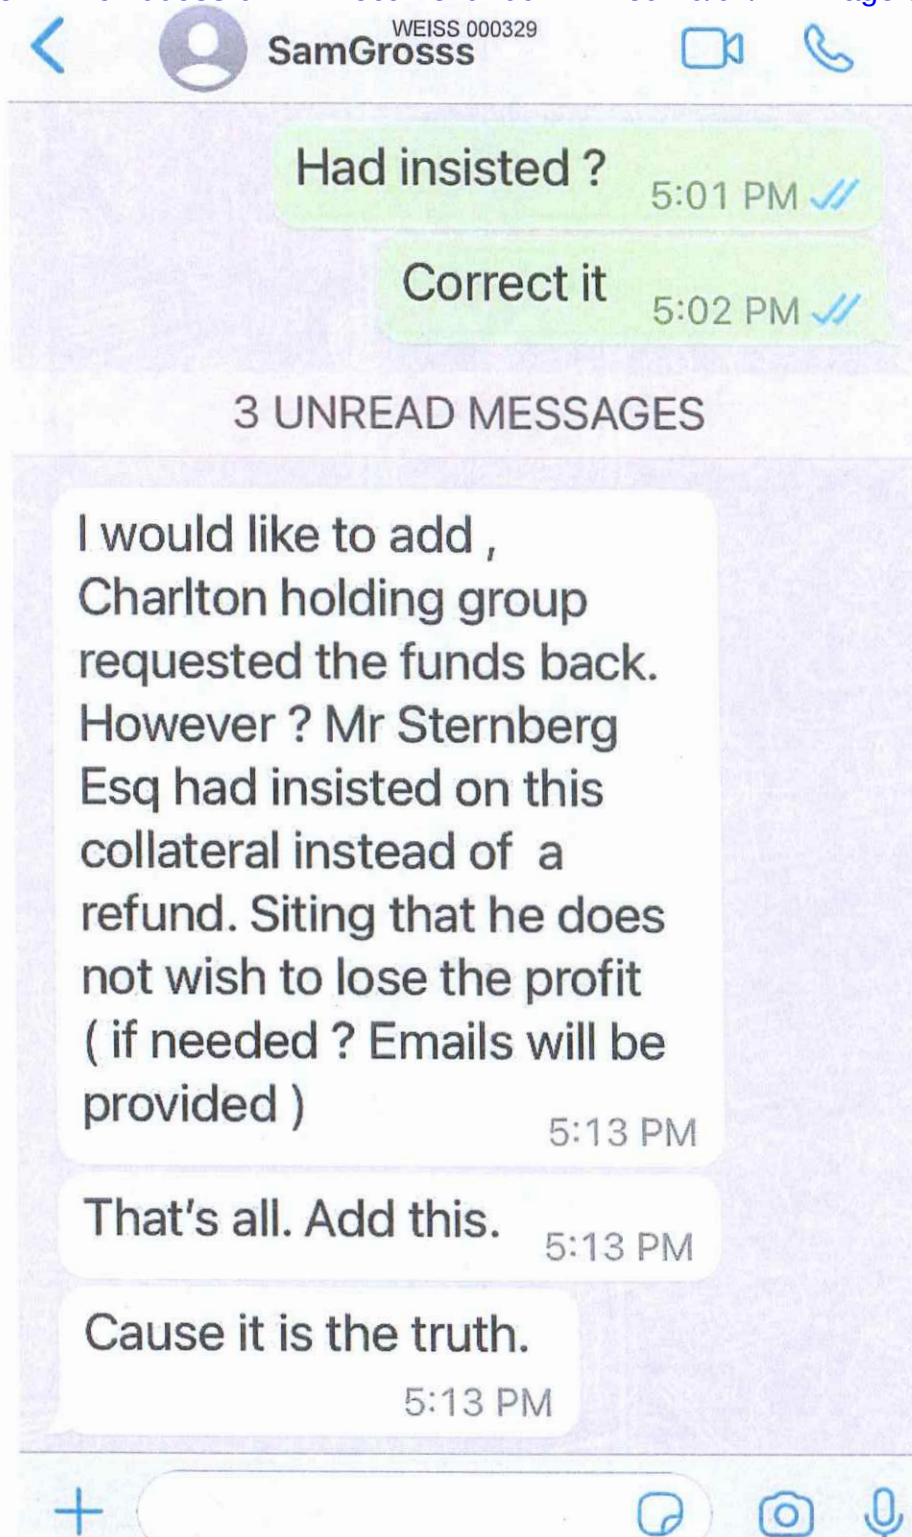 WEISS 000329
SamGrosss
Had insisted ?
5:01 PM
Correct it
5:02 PM
3 UNREAD MESSAGES
I would like to add ,
Charlton holding group
requested the funds back.
However ? Mr Sternberg
Esq had insisted on this
collateral instead of a
refund. Siting that he does
not wish to lose the profit
( if needed ? Emails will be
provided )
5:13 PM
That's all. Add this.
5:13 PM
Cause it is the truth.
5:13 PM